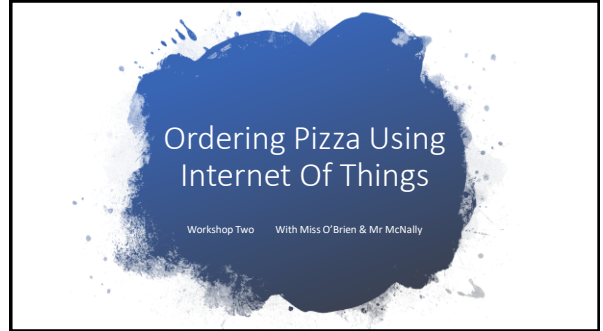 Ordering Pizza Using
Internet Of Things
Workshop Two With Miss O'Brien & Mr McNally